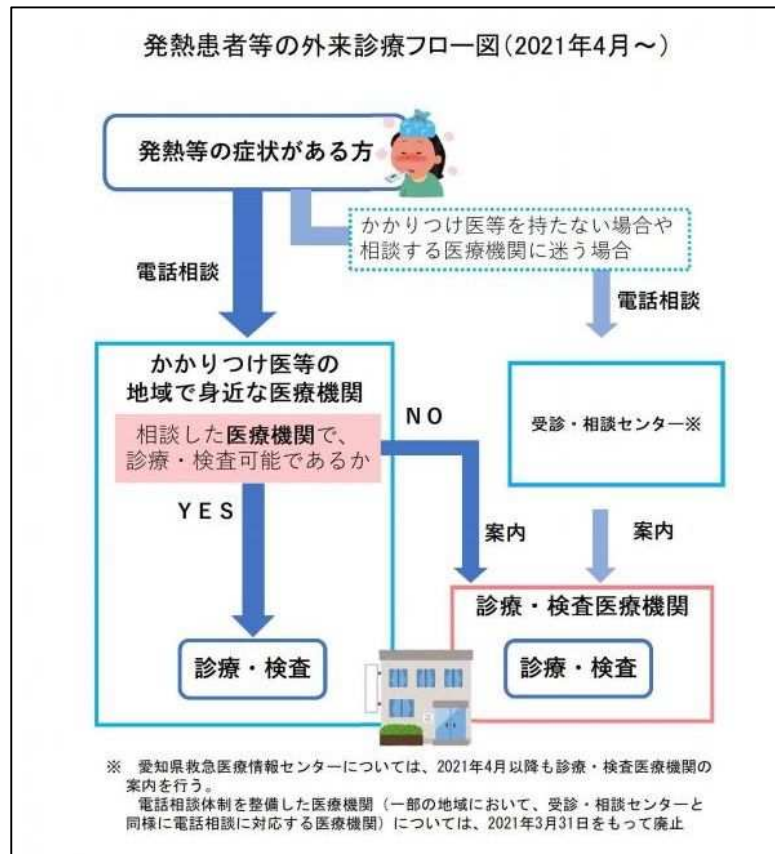 発熱患者等の外来診療フロー図（2021年4月～）
発熱等の症状がある方
かかりつけ医等を持たない場合や
相談する医療機関に迷う場合
電話相談
電話相談
かかりつけ医等の
地域で身近な医療機関
相談した医療機関で、
診療・検査可能であるか
NO
YES
受診・相談センター※
案内
案内
診療・検査医療機関
診療・検査
診療・検査
※　愛知県救急医療情報センターについては、2021年4月以降も診療・検査医療機関の
案内を行う。
電話相談体制を整備した医療機関（一部の地域において、受診・相談センターと
同様に電話相談に対応する医療機関）については、2021年3月31日をもって廃止